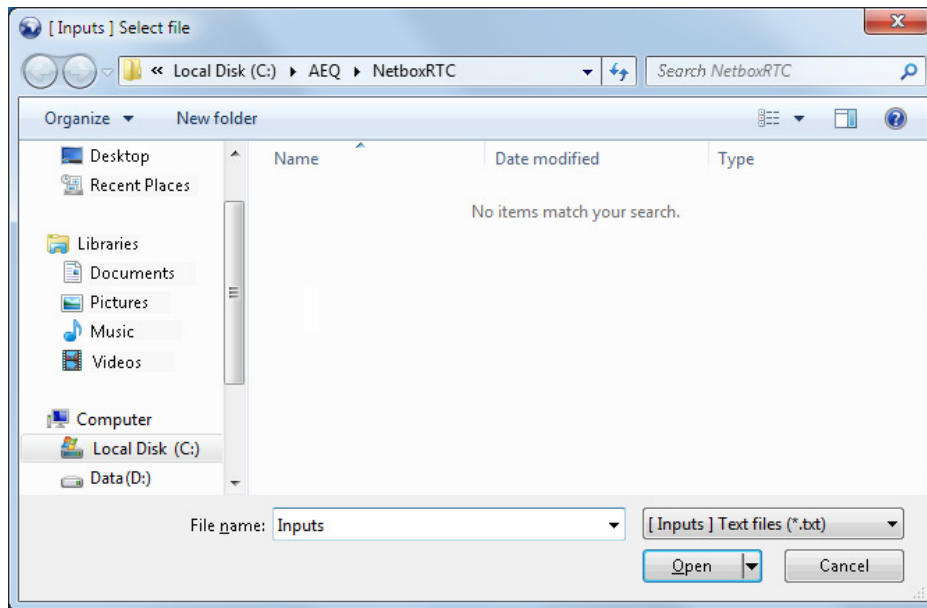 [ Inputs ] Select file
« Local Disk (C:) ▸ AEQ ▸ NetboxRTC
Search NetboxRTC
Organize
New folder
Desktop
Recent Places
Libraries
Documents
Pictures
Music
Videos
Computer
Local Disk (C:)
Data (D:)
Name
Date modified
Type
No items match your search.
File name:
Inputs
[ Inputs ] Text files (*.txt)
Open
Cancel